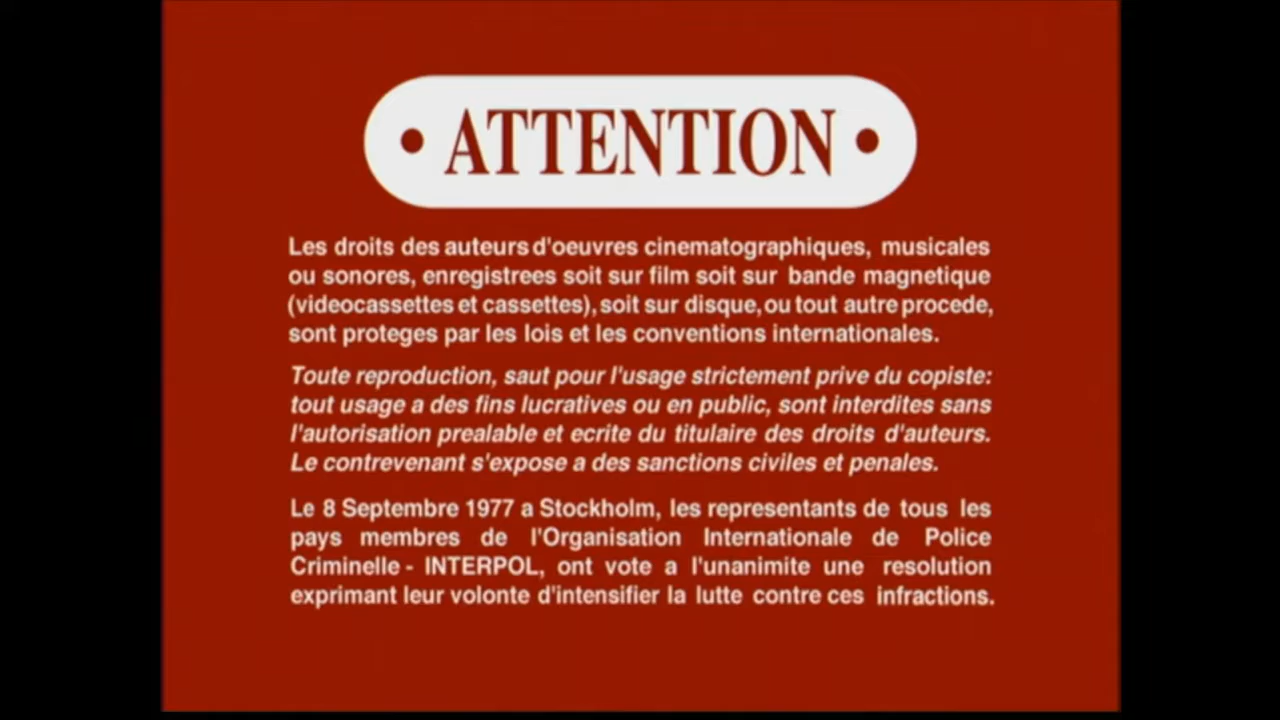 • ATTENTION •
Les droits des auteurs d'oeuvres cinematographiques, musicales
ou sonores, enregistrees soit sur film soit sur bande magnetique
(videocassettes et cassettes), soit sur disque, ou tout autre procede,
sont proteges par les lois et les conventions internationales.
Toute reproduction, saut pour l'usage strictement prive du copiste:
tout usage a des fins lucratives ou en public, sont interdites sans
l'autorisation prealable et ecrite du titulaire des droits d'auteurs.
Le contrevenant s'expose a des sanctions civiles et penales.
Le 8 Septembre 1977 a Stockholm, les representants de tous les
pays membres de l'Organisation Internationale de Police
Criminelle - INTERPOL, ont vote a l'unanimite une resolution
exprimant leur volonte d'intensifier la lutte contre ces infractions.